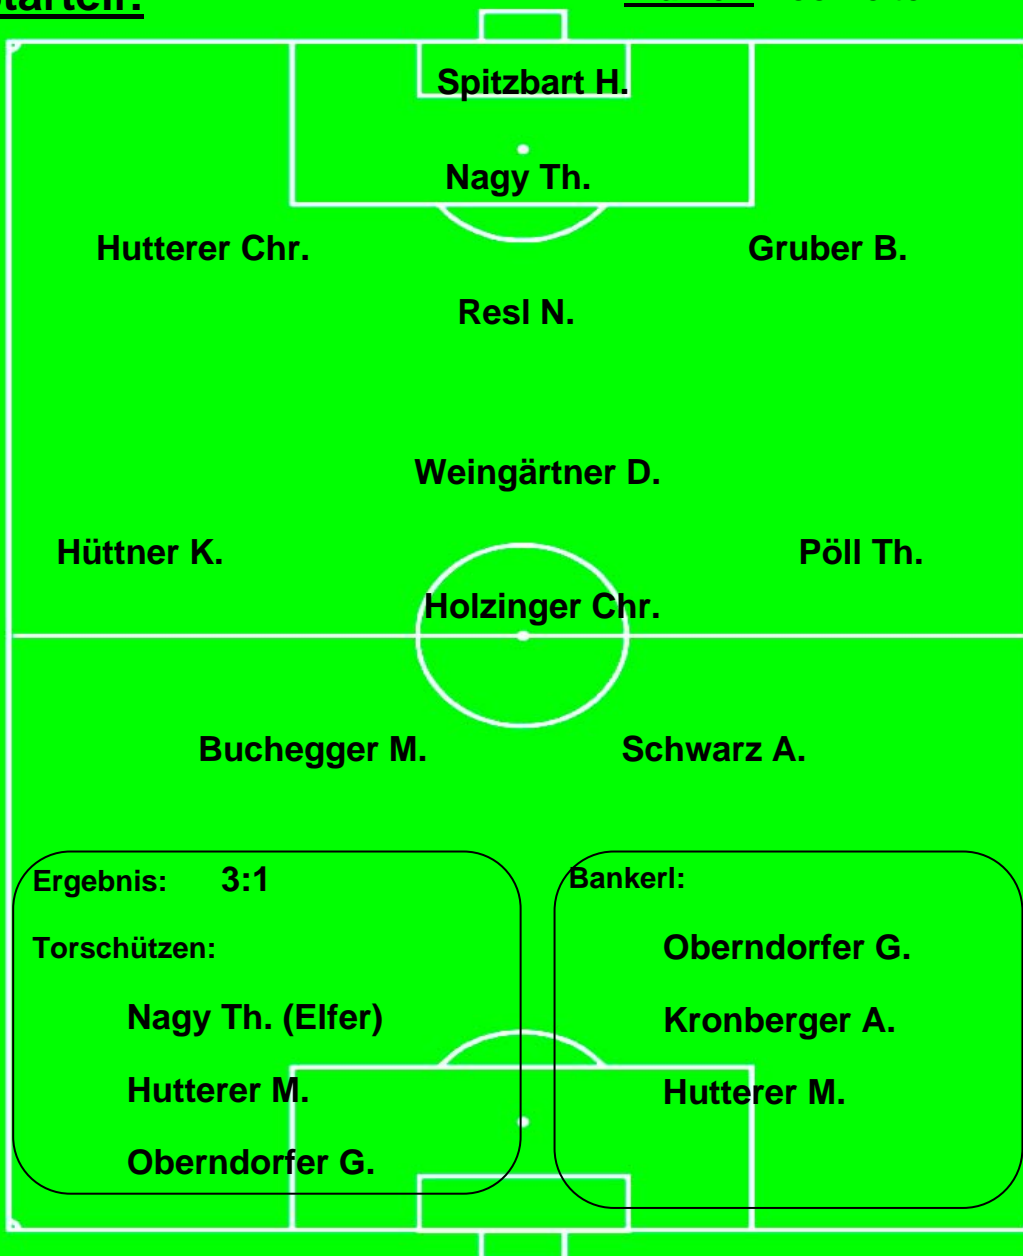 Spitzbart H.
Nagy Th.
Hutterer Chr.
Gruber B.
Resl N.
Weingärtner D.
Hüttner K.
Pöll Th.
Holzinger Chr.
Buchegger M.
Schwarz A.
Ergebnis: 3:1
Torschützen:
Nagy Th. (Elfer)
Hutterer M.
Oberndorfer G.
Bankerl:
Oberndorfer G.
Kronberger A.
Hutterer M.